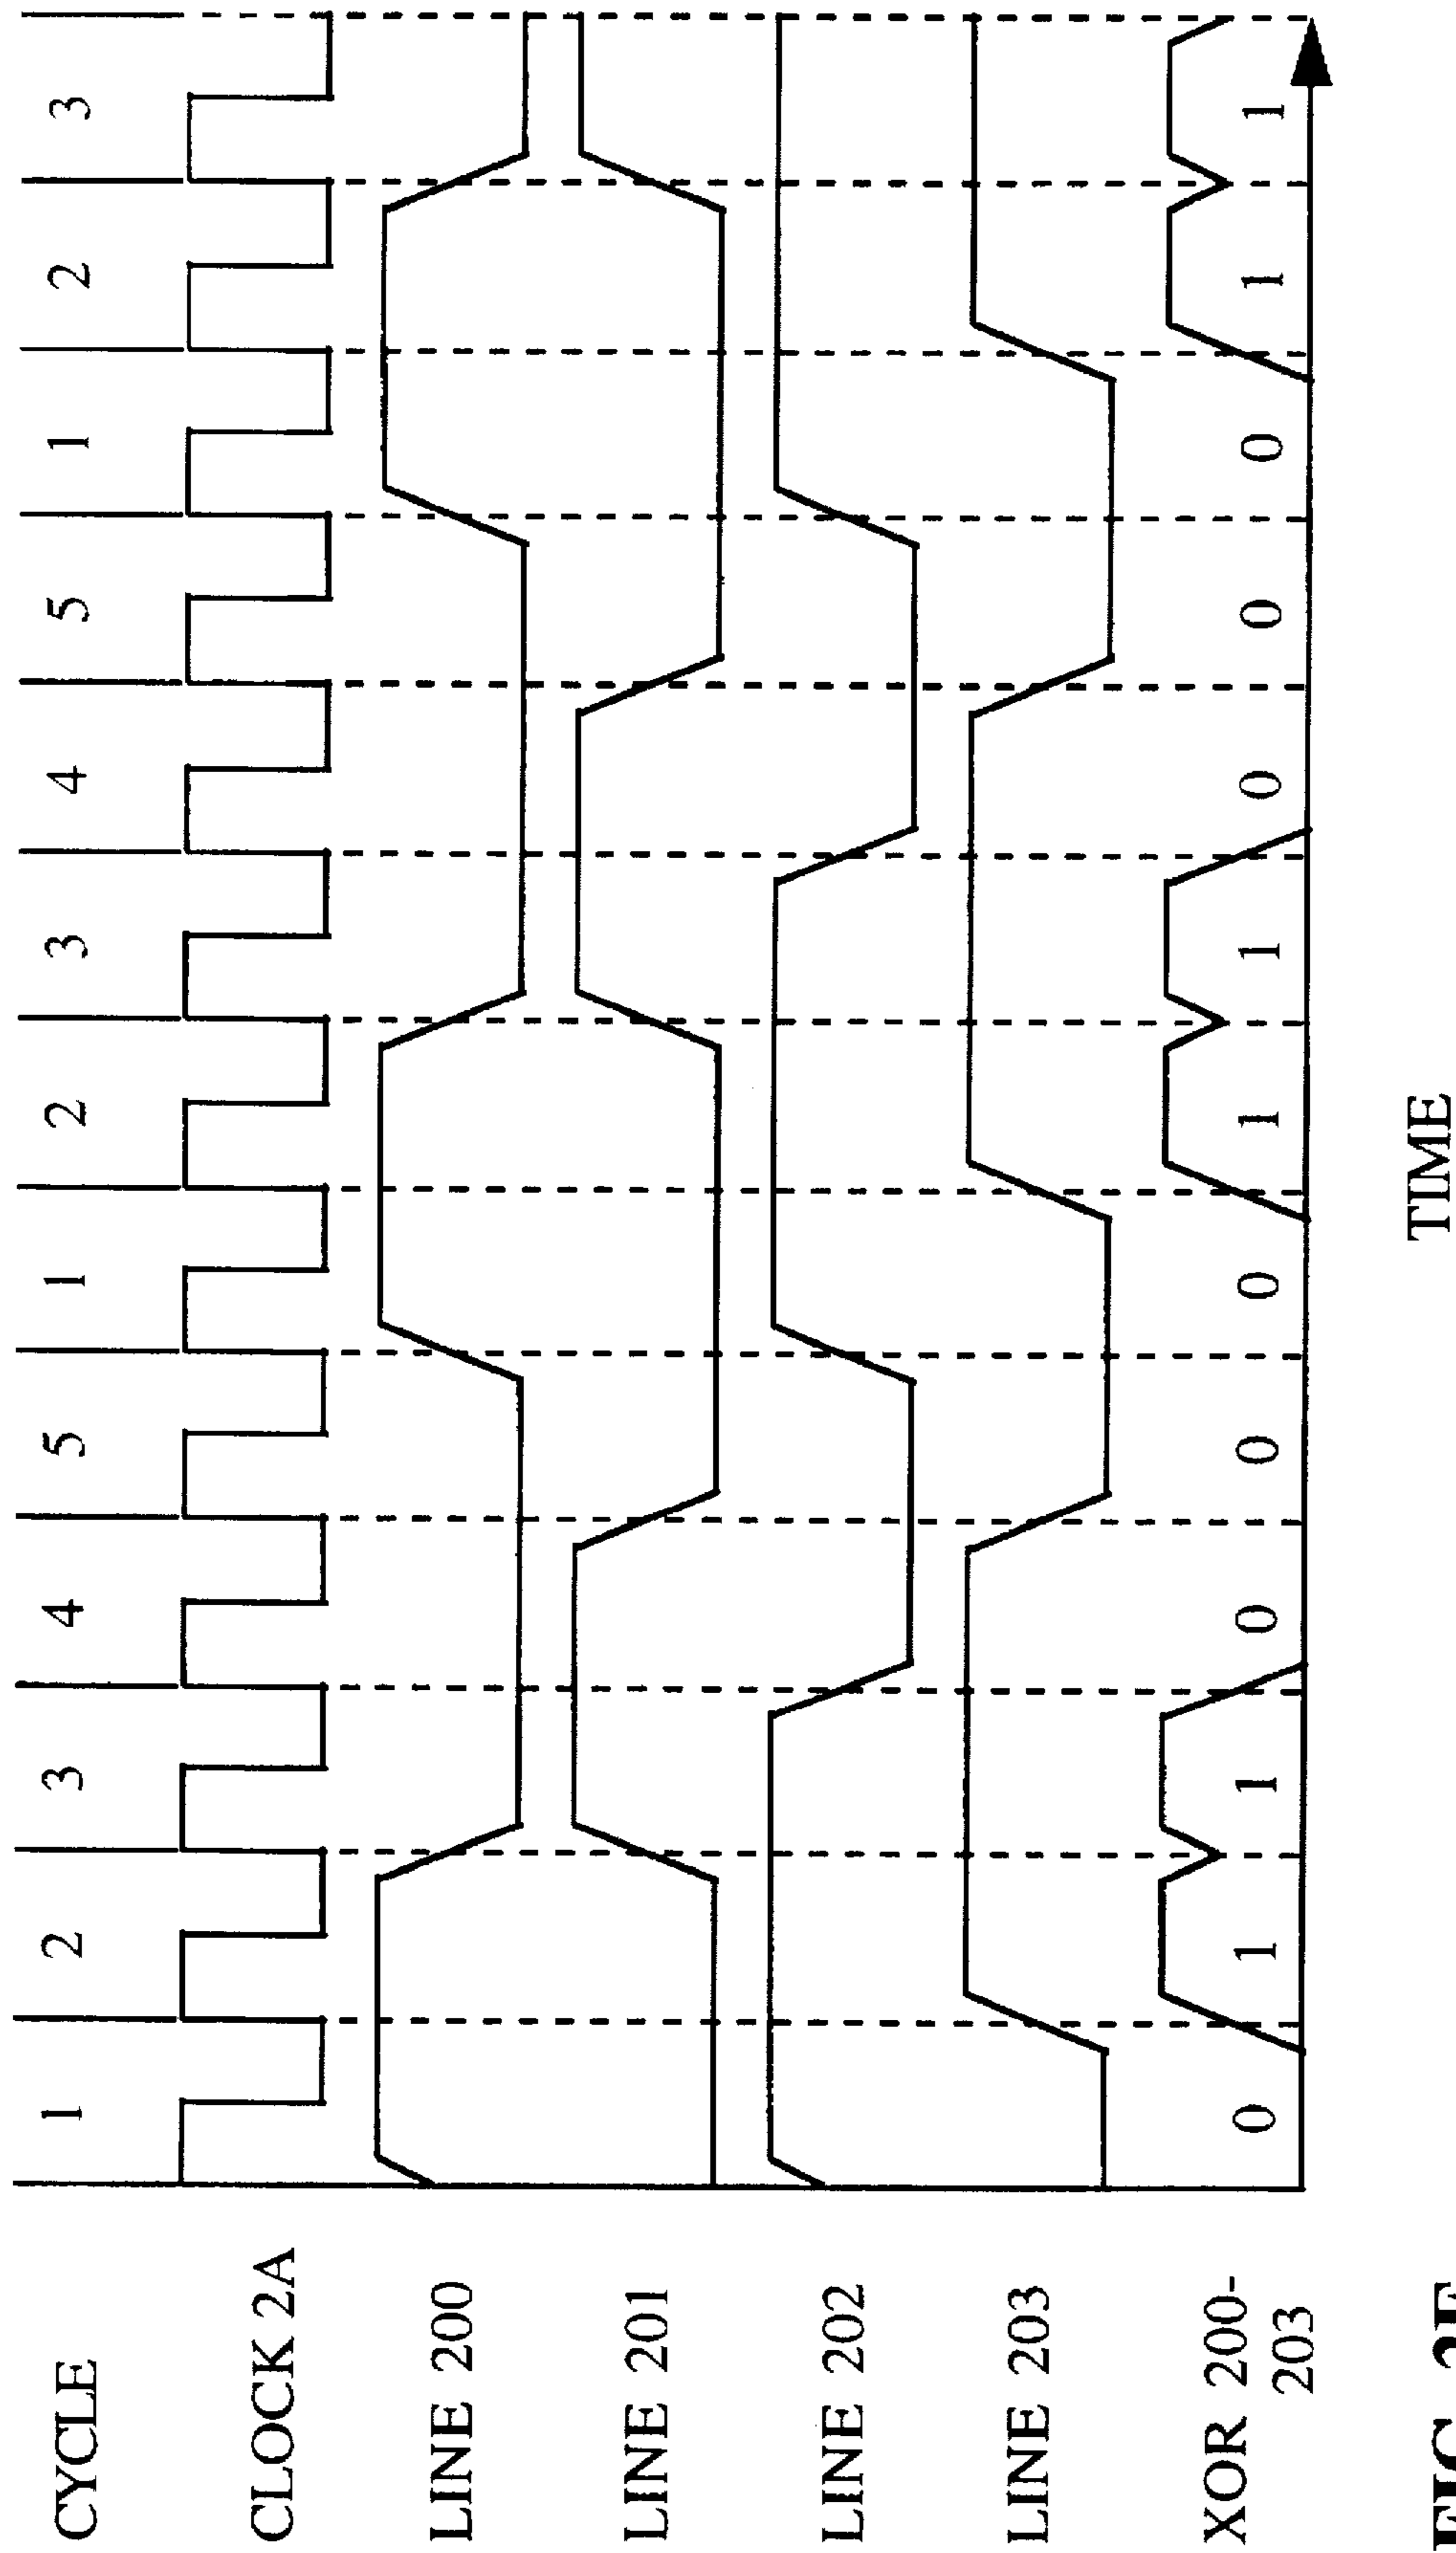 CYCLE 1 2 3 4 5 1 2 3 4 5 1 2 3
CLOCK 2A
LINE 200
LINE 201
LINE 202
LINE 203
XOR 200-
203
0 1 1 0 0 0 1 1 0 0 0 1 1
TIME